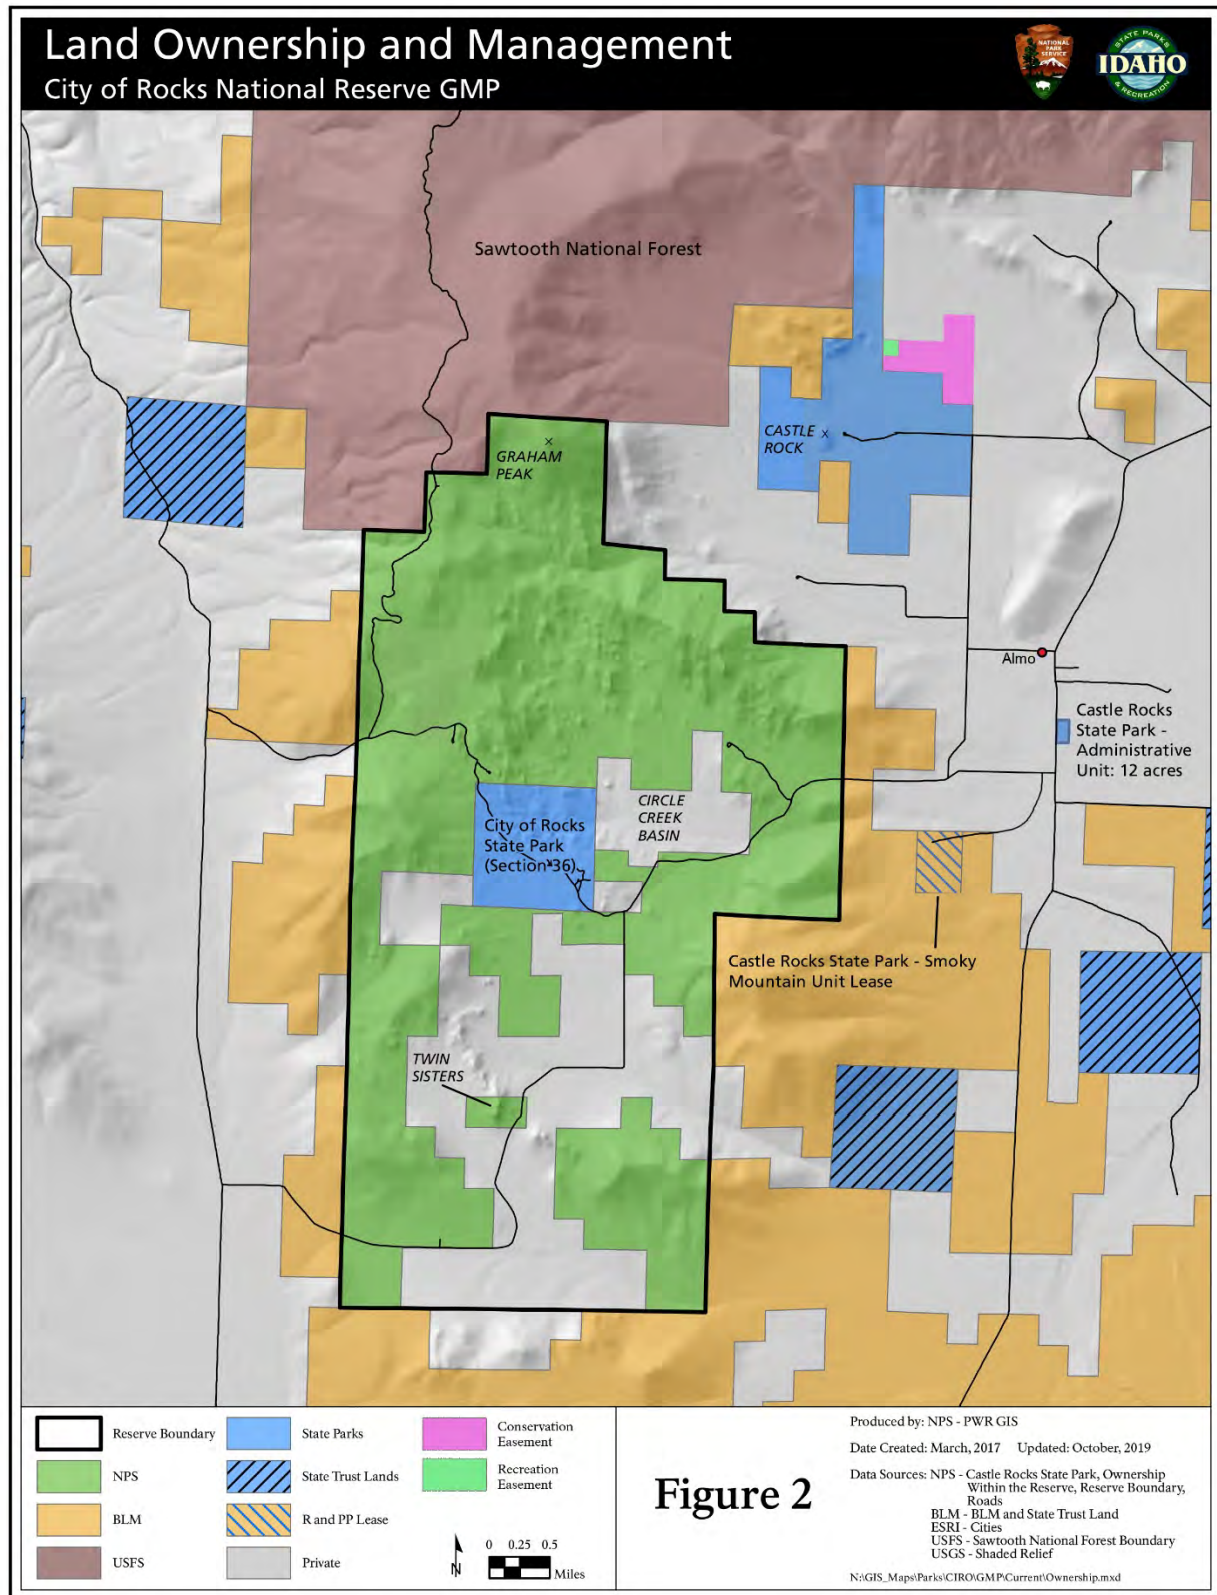 Land Ownership and Management
City of Rocks National Reserve GMP
NATIONAL
PARK
SERVICE
STATE PARKS
IDAHO
& RECREATION
Sawtooth National Forest
CASTLE
ROCK
GRAHAM
PEAK
Almo
Castle Rocks
State Park -
Administrative
Unit: 12 acres
CIRCLE
CREEK
BASIN
City of Rocks
State Park
(Section 36)
Castle Rocks State Park - Smoky
Mountain Unit Lease
TWIN
SISTERS
Reserve Boundary
NPS
BLM
USFS
State Parks
State Trust Lands
R and PP Lease
Private
Conservation
Easement
Recreation
Easement
N
0 0.25 0.5
Miles
Figure 2
Produced by: NPS - PWR GIS
Date Created: March, 2017 Updated: October, 2019
Data Sources: NPS - Castle Rocks State Park, Ownership
Within the Reserve, Reserve Boundary,
Roads
BLM - BLM and State Trust Land
ESRI - Cities
USFS - Sawtooth National Forest Boundary
USGS - Shaded Relief
N:\GIS_Maps\Parks\CIRO\GMP\Current\Ownership.mxd